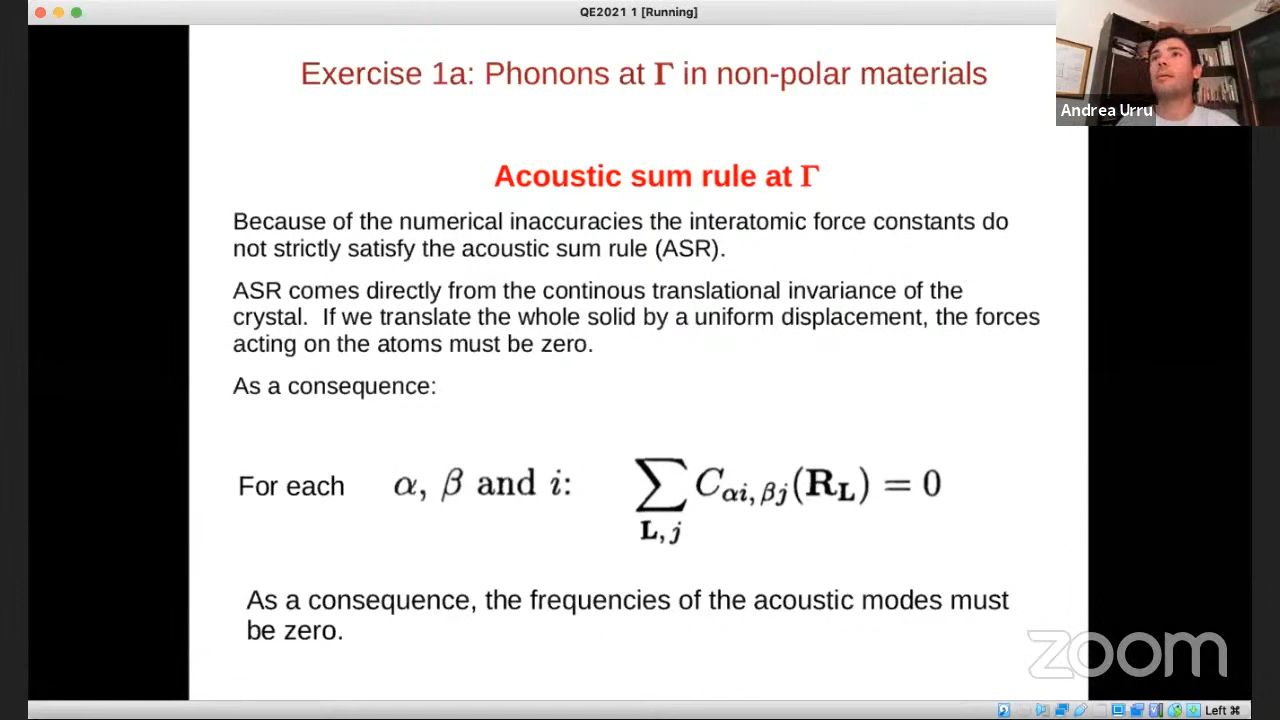 QE2021 1 [Running]
Exercise 1a: Phonons at Γ in non-polar materials
Andrea Urru
Acoustic sum rule at Γ
Because of the numerical inaccuracies the interatomic force constants do
not strictly satisfy the acoustic sum rule (ASR).
ASR comes directly from the continous translational invariance of the
crystal. If we translate the whole solid by a uniform displacement, the forces
acting on the atoms must be zero.
As a consequence:
For each α, β and i: ∑_{L,j} C_{αi,βj}(R_L) = 0
As a consequence, the frequencies of the acoustic modes must
be zero.
zoom
Left ⌘